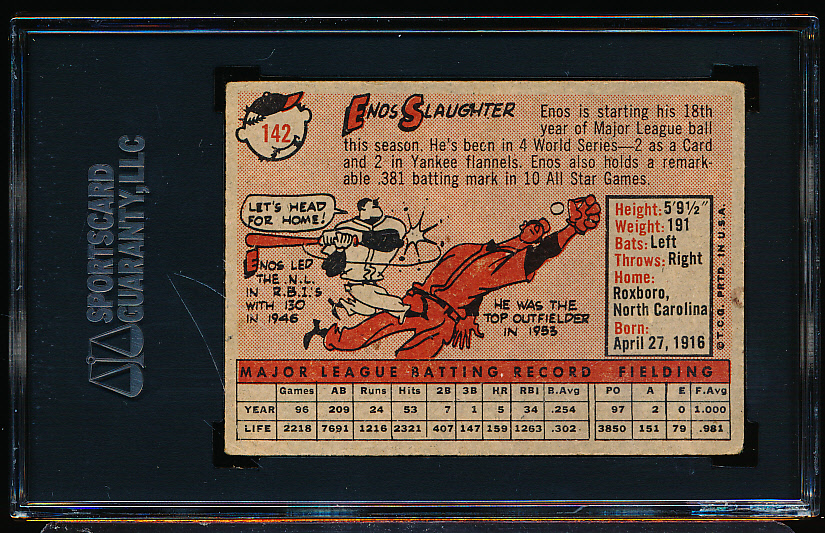 SPORTSCARD
GUARANTY, LLC
142
ENOS SLAUGHTER
Enos is starting his 18th
year of Major League ball
this season. He's been in 4 World Series—2 as a Card
and 2 in Yankee flannels. Enos also holds a remark-
able .381 batting mark in 10 All Star Games.
LET'S HEAD
FOR HOME!
ENOS LED
THE N.L.
IN R.B.I.S
WITH 130
IN 1946
HE WAS THE
TOP OUTFIELDER
IN 1953
Height: 5'9½"
Weight: 191
Bats: Left
Throws: Right
Home:
Roxboro,
North Carolina
Born:
April 27, 1916
©T.C.G. PRTD. IN U.S.A.
MAJOR LEAGUE BATTING RECORD FIELDING
Games AB Runs Hits 2B 3B HR RBI B.Avg PO A E F.Avg
YEAR 96 209 24 53 7 1 5 34 .254 97 2 0 1.000
LIFE 2218 7691 1216 2321 407 147 159 1263 .302 3850 151 79 .981